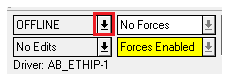 OFFLINE No Forces
No Edits Forces Enabled
Driver: AB_ETHIP-1